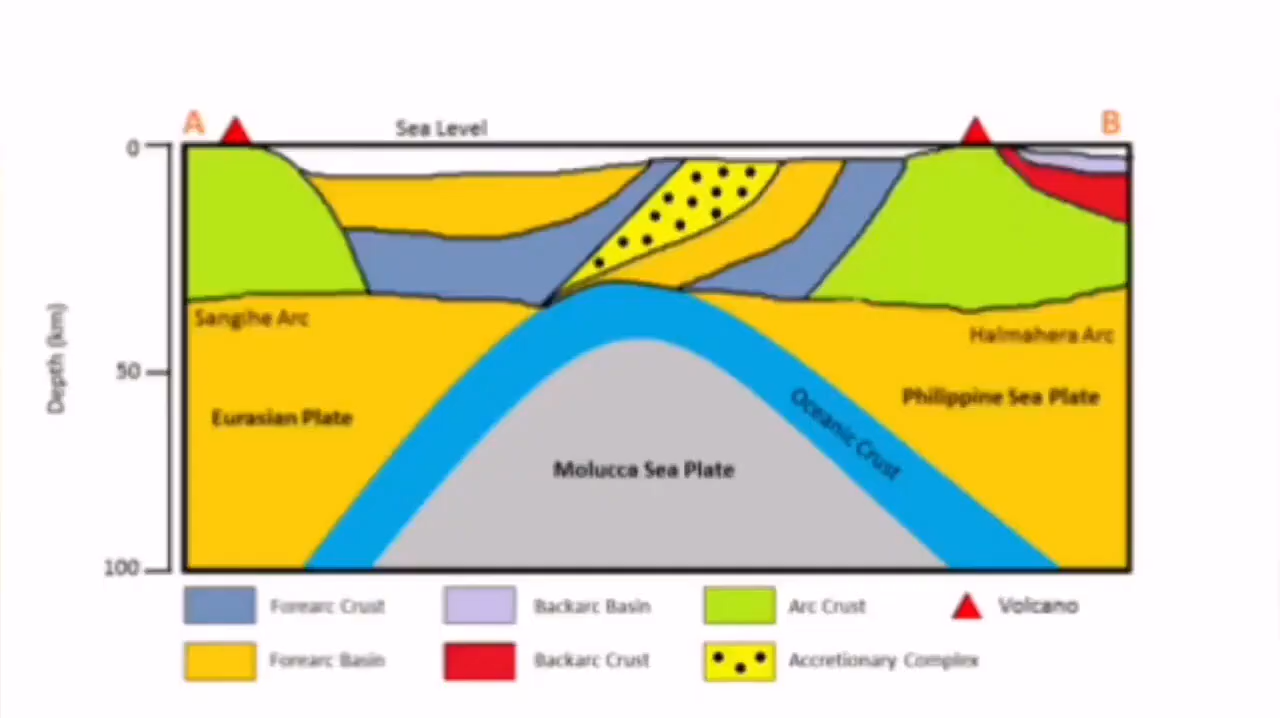 A
Sea Level
B
0
Sangihe Arc
Halmahera Arc
50
Depth (km)
Philippine Sea Plate
Eurasian Plate
Oceanic Crust
Molucca Sea Plate
100
Forearc Crust
Backarc Basin
Arc Crust
Volcano
Forearc Basin
Backarc Crust
Accretionary Complex